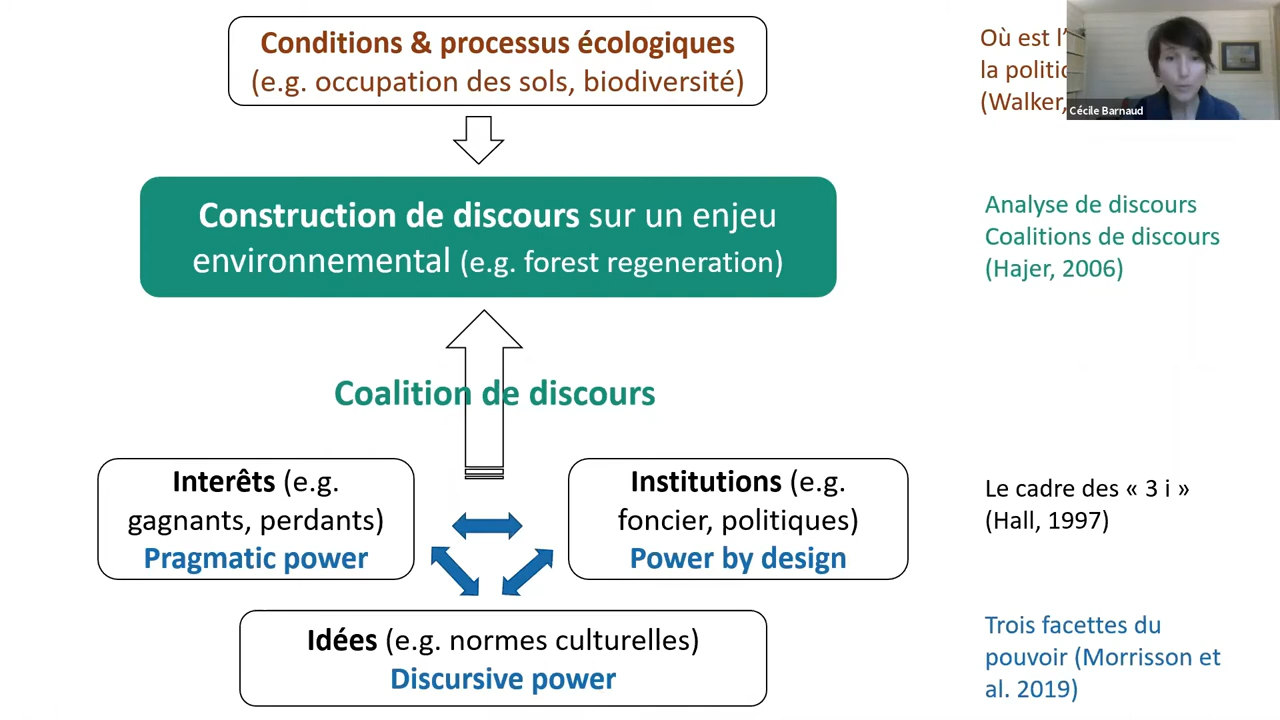 Conditions & processus écologiques
(e.g. occupation des sols, biodiversité)
Où est l'
la
(Walker,
Cécile Barnaud
Construction de discours sur un enjeu
environnemental (e.g. forest regeneration)
Analyse de discours
Coalitions de discours
(Hajer, 2006)
Coalition de discours
Interêts (e.g.
gagnants, perdants)
Pragmatic power
Institutions (e.g.
foncier, politiques)
Power by design
Le cadre des « 3 i »
(Hall, 1997)
Idées (e.g. normes culturelles)
Discursive power
Trois facettes du
pouvoir (Morrisson et
al. 2019)